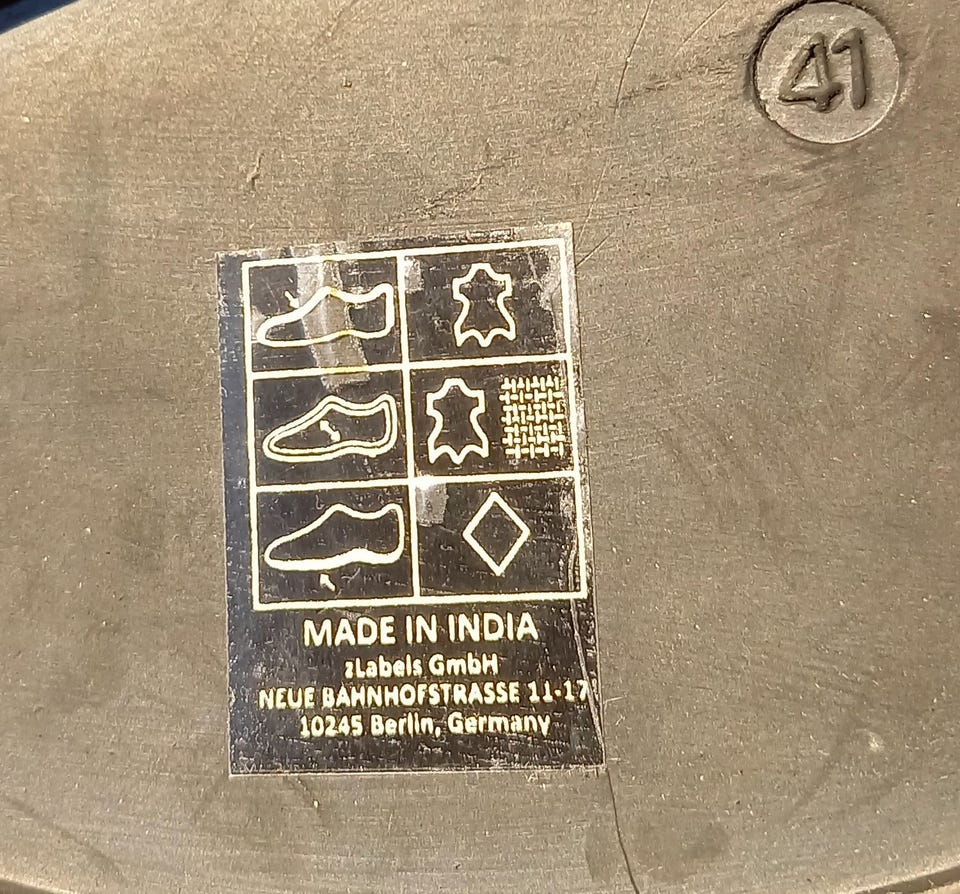 41
MADE IN INDIA
zLabels GmbH
NEUE BAHNHOFSTRASSE 11-17
10245 Berlin, Germany